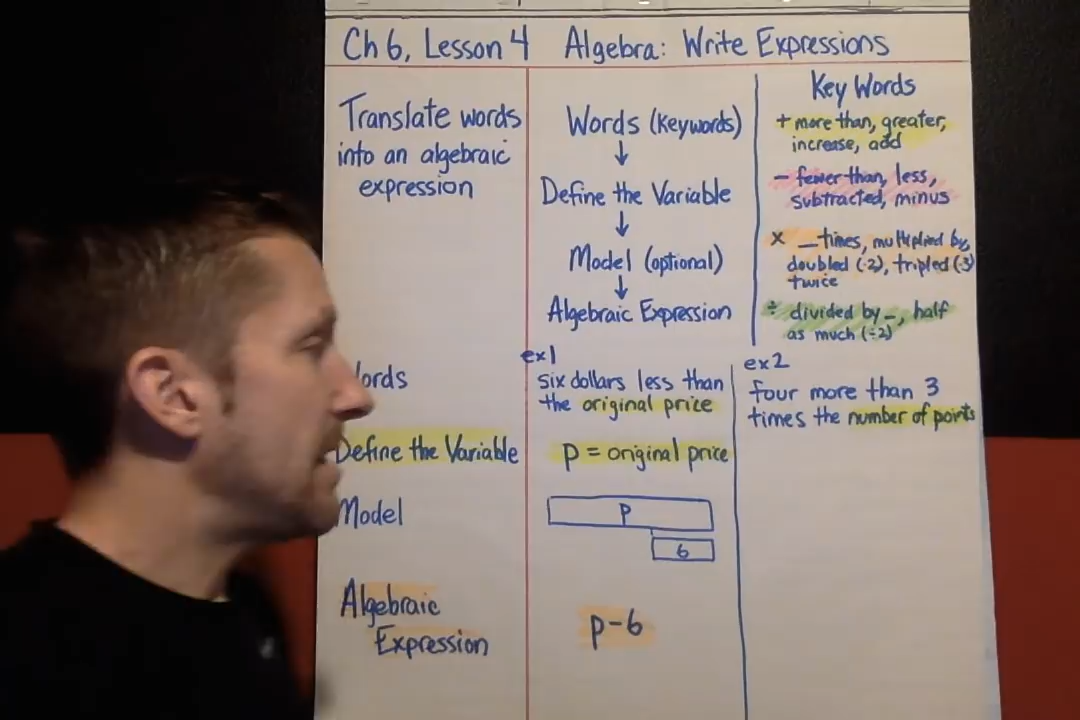 Ch 6, Lesson 4 Algebra: Write Expressions
Translate words
into an algebraic
expression
Words (keywords)
↓
Define the Variable
↓
Model (optional)
↓
Algebraic Expression
Key Words
+ more than, greater,
increase, add
- fewer than, less,
subtracted, minus
x _times, multiplied by,
doubled (·2), tripled (·3)
twice
÷ divided by _, half
as much (÷2)
ords
ex1
six dollars less than
the original price
ex2
four more than 3
times the number of points
Define the Variable
p = original price
Model
P
6
Algebraic
Expression
p-6